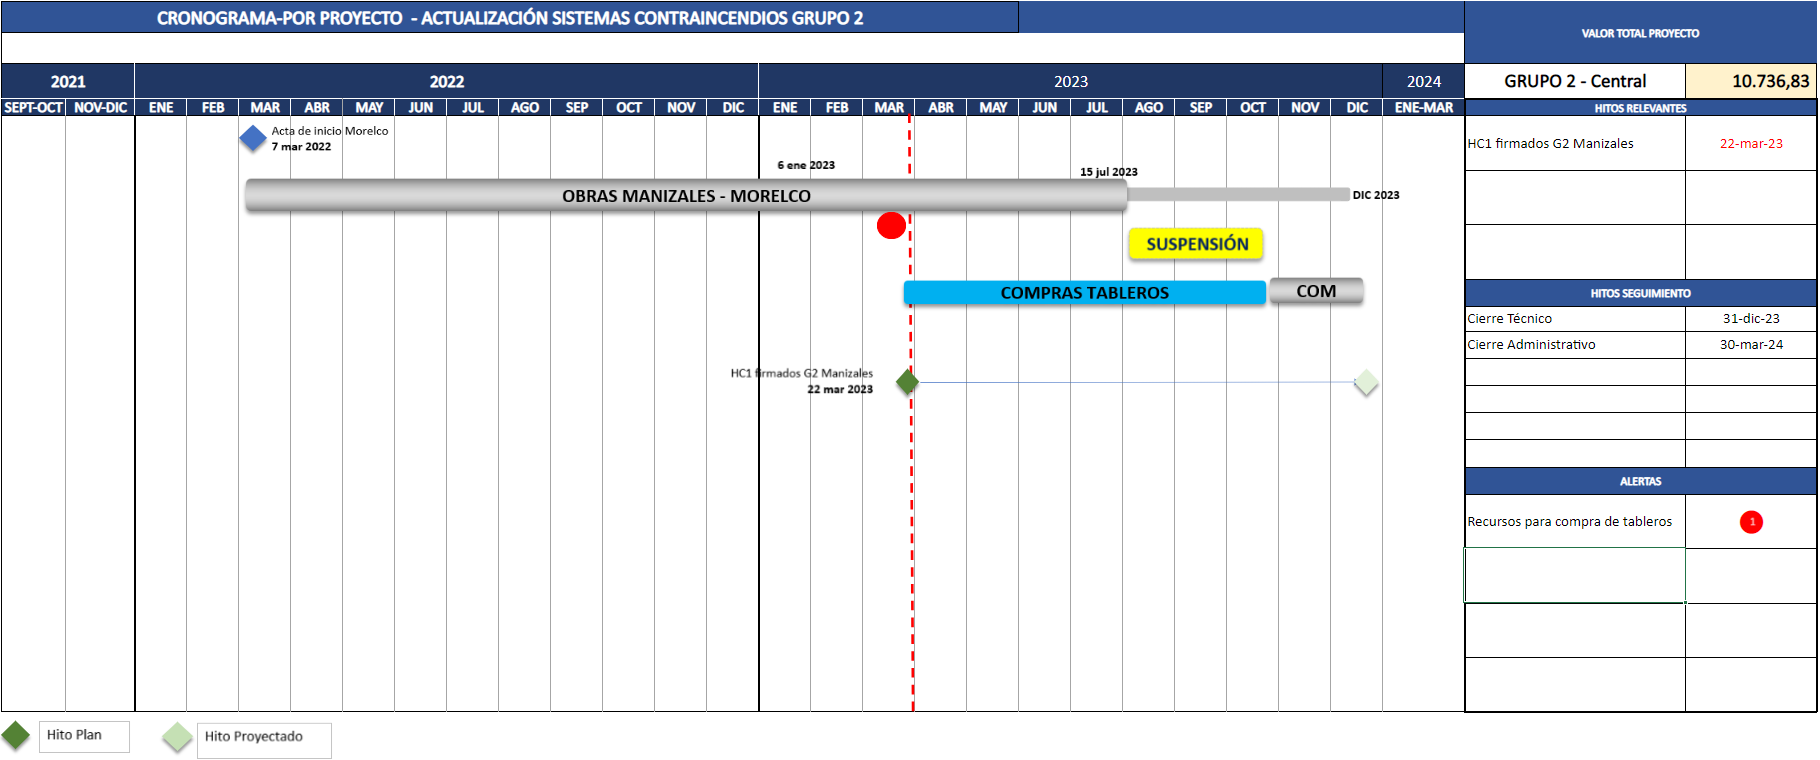 CRONOGRAMA-POR PROYECTO - ACTUALIZACIÓN SISTEMAS CONTRAINCENDIOS GRUPO 2
VALOR TOTAL PROYECTO
2021 2022 2023 2024
GRUPO 2 - Central 10.736,83
SEPT-OCT NOV-DIC ENE FEB MAR ABR MAY JUN JUL AGO SEP OCT NOV DIC ENE FEB MAR ABR MAY JUN JUL AGO SEP OCT NOV DIC ENE-MAR
HITOS RELEVANTES
Acta de inicio Morelco
7 mar 2022
HC1 firmados G2 Manizales 22-mar-23
6 ene 2023
15 jul 2023
OBRAS MANIZALES - MORELCO
DIC 2023
SUSPENSIÓN
COMPRAS TABLEROS
COM
HITOS SEGUIMIENTO
Cierre Técnico 31-dic-23
Cierre Administrativo 30-mar-24
HC1 firmados G2 Manizales
22 mar 2023
ALERTAS
Recursos para compra de tableros 1
Hito Plan
Hito Proyectado